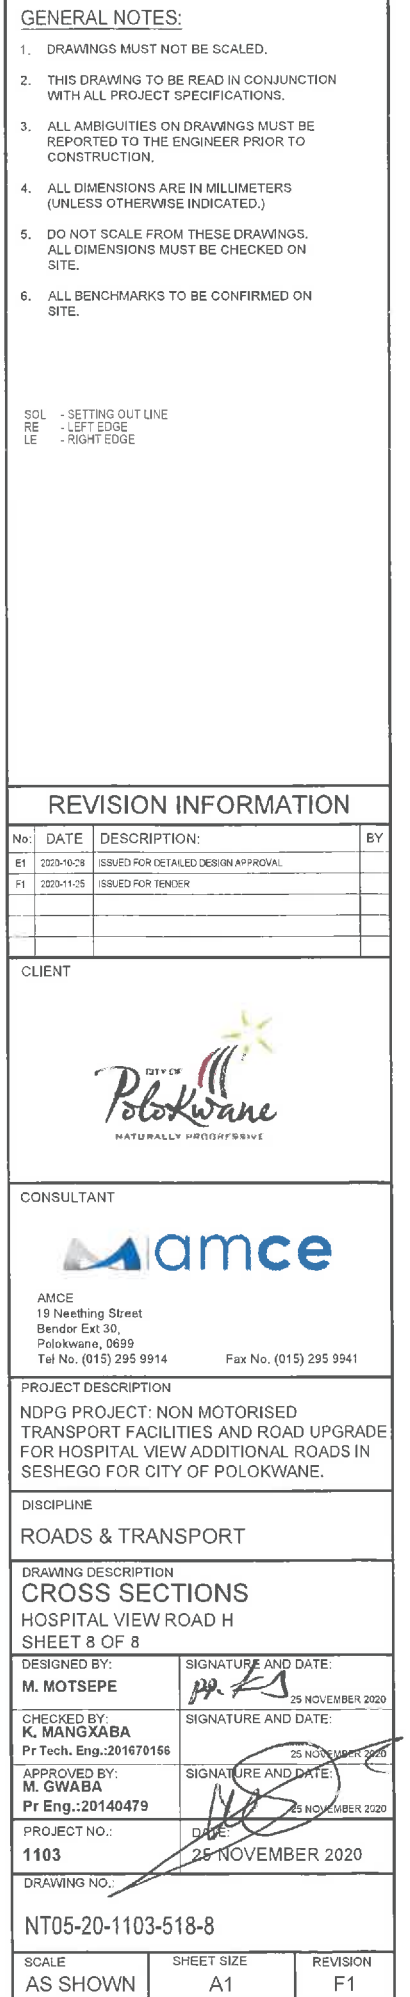 GENERAL NOTES:
1. DRAWINGS MUST NOT BE SCALED.
2. THIS DRAWING TO BE READ IN CONJUNCTION
WITH ALL PROJECT SPECIFICATIONS.
3. ALL AMBIGUITIES ON DRAWINGS MUST BE
REPORTED TO THE ENGINEER PRIOR TO
CONSTRUCTION.
4. ALL DIMENSIONS ARE IN MILLIMETERS
(UNLESS OTHERWISE INDICATED.)
5. DO NOT SCALE FROM THESE DRAWINGS.
ALL DIMENSIONS MUST BE CHECKED ON
SITE.
6. ALL BENCHMARKS TO BE CONFIRMED ON
SITE.
SOL - SETTING OUT LINE
RE - LEFT EDGE
LE - RIGHT EDGE
REVISION INFORMATION
No: DATE DESCRIPTION: BY
E1 2020-10-28 ISSUED FOR DETAILED DESIGN APPROVAL
F1 2020-11-25 ISSUED FOR TENDER
CLIENT
CITY OF
Polokwane
NATURALLY PROGRESSIVE
CONSULTANT
amce
AMCE
19 Neething Street
Bendor Ext 30,
Polokwane, 0699
Tel No. (015) 295 9914 Fax No. (015) 295 9941
PROJECT DESCRIPTION
NDPG PROJECT: NON MOTORISED
TRANSPORT FACILITIES AND ROAD UPGRADE
FOR HOSPITAL VIEW ADDITIONAL ROADS IN
SESHEGO FOR CITY OF POLOKWANE.
DISCIPLINE
ROADS & TRANSPORT
DRAWING DESCRIPTION
CROSS SECTIONS
HOSPITAL VIEW ROAD H
SHEET 8 OF 8
DESIGNED BY: SIGNATURE AND DATE:
M. MOTSEPE pp.
25 NOVEMBER 2020
CHECKED BY: SIGNATURE AND DATE:
K. MANGXABA
Pr Tech. Eng.:201670156 25 NOVEMBER 2020
APPROVED BY: SIGNATURE AND DATE:
M. GWABA
Pr Eng.:20140479 25 NOVEMBER 2020
PROJECT NO.: DATE:
1103 25 NOVEMBER 2020
DRAWING NO.:
NT05-20-1103-518-8
SCALE SHEET SIZE REVISION
AS SHOWN A1 F1